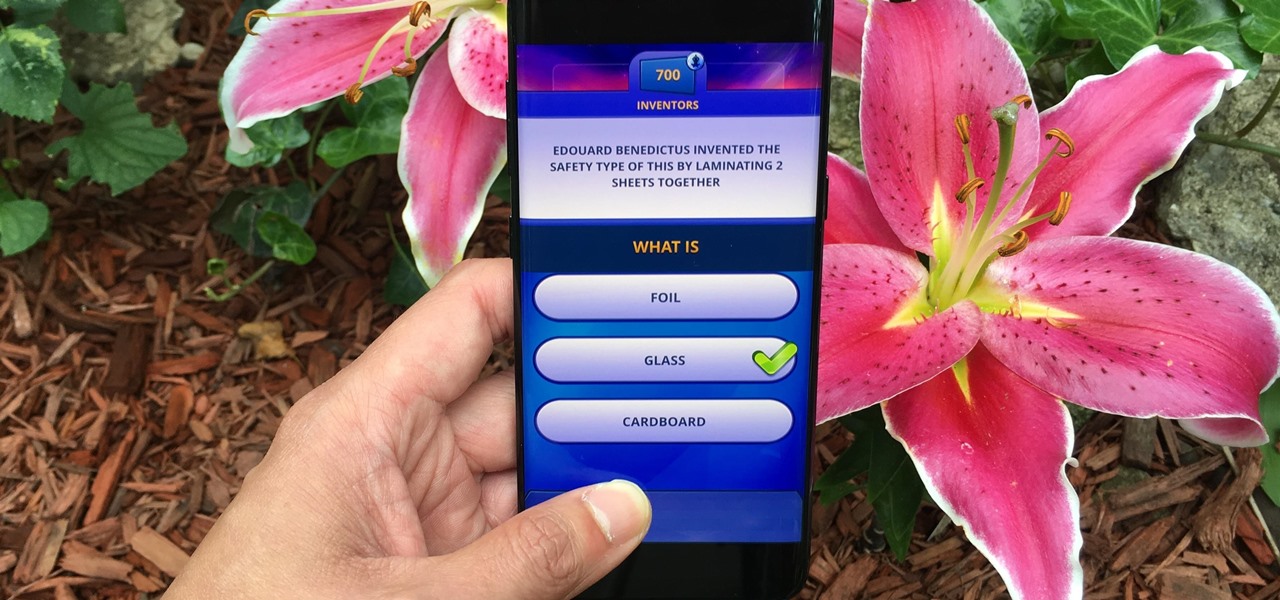 700
INVENTORS
EDOUARD BENEDICTUS INVENTED THE
SAFETY TYPE OF THIS BY LAMINATING 2
SHEETS TOGETHER
WHAT IS
FOIL
GLASS
CARDBOARD